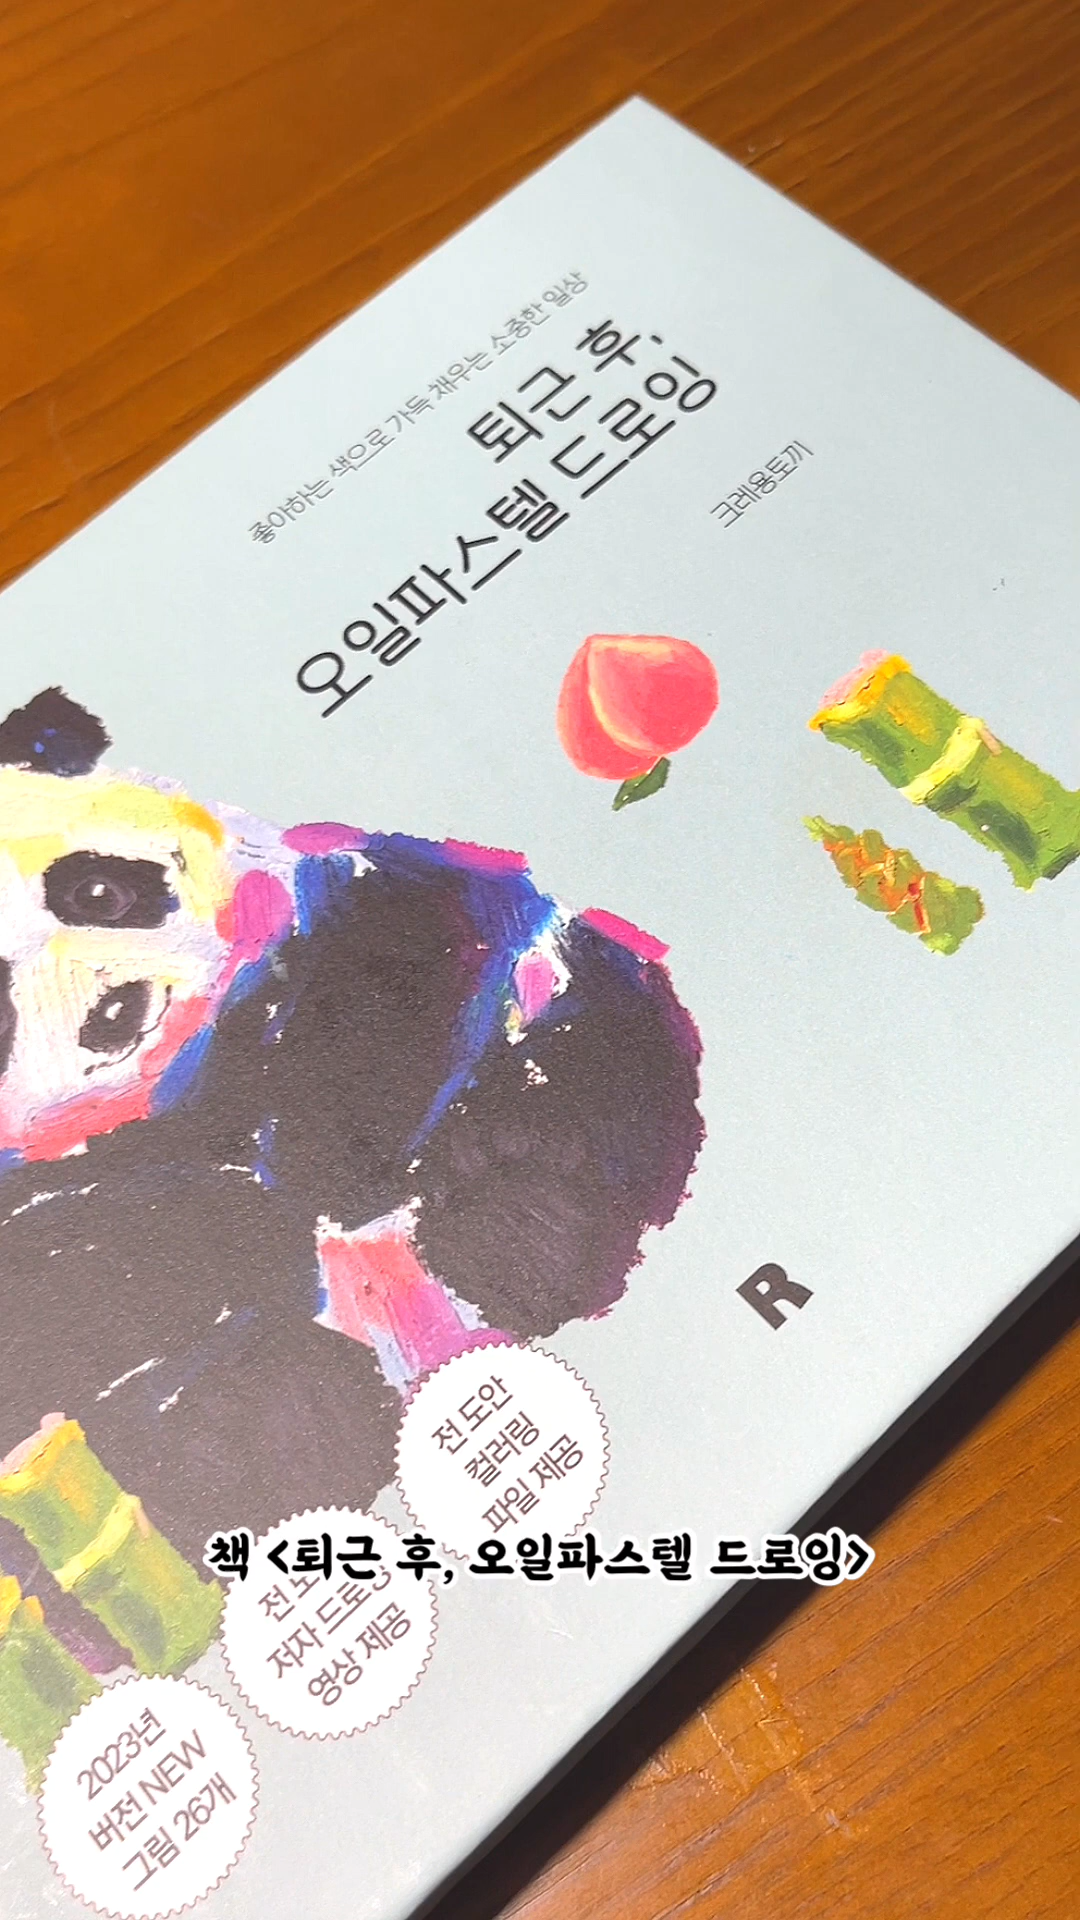 좋아하는 색으로 가득 채우는 소중한 일상
퇴근 후,
오일파스텔 드로잉
크레용토끼
R
전 도안
컬러링
파일 제공
책 <퇴근 후, 오일파스텔 드로잉>
전
저자 드로잉
영상 제공
2023년
버전 NEW
그림 26개